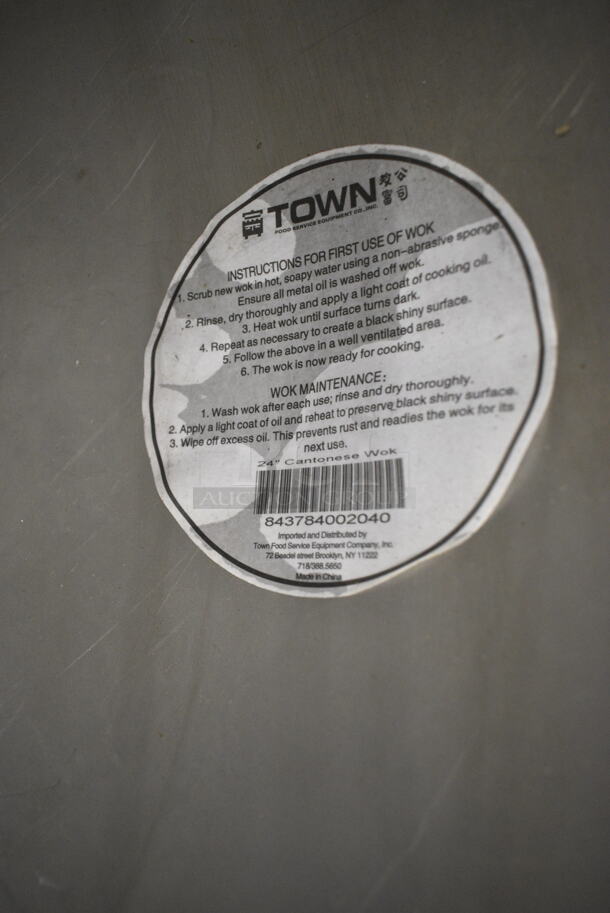 TOWN
FOOD SERVICE EQUIPMENT CO., INC.
公司
INSTRUCTIONS FOR FIRST USE OF WOK
1. Scrub new wok in hot, soapy water using a non-abrasive sponge.
Ensure all metal oil is washed off wok.
2. Rinse, dry thoroughly and apply a light coat of cooking oil.
3. Heat wok until surface turns dark.
4. Repeat as necessary to create a black shiny surface.
5. Follow the above in a well ventilated area.
6. The wok is now ready for cooking.
WOK MAINTENANCE:
1. Wash wok after each use; rinse and dry thoroughly.
2. Apply a light coat of oil and reheat to preserve black shiny surface.
3. Wipe off excess oil. This prevents rust and readies the wok for its
next use.
24" Cantonese Wok
AUCTION GROUP
843784002040
Imported and Distributed by
Town Food Service Equipment Company, Inc.
72 Beadel street Brooklyn, NY 11222
718/388.5650
Made in China